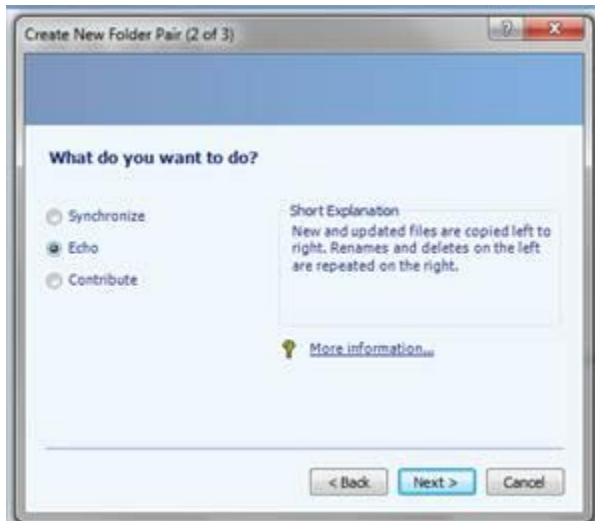 Create New Folder Pair (2 of 3)
What do you want to do?
Synchronize
Echo
Contribute
Short Explanation
New and updated files are copied left to
right. Renames and deletes on the left
are repeated on the right.
More information...
< Back
Next >
Cancel